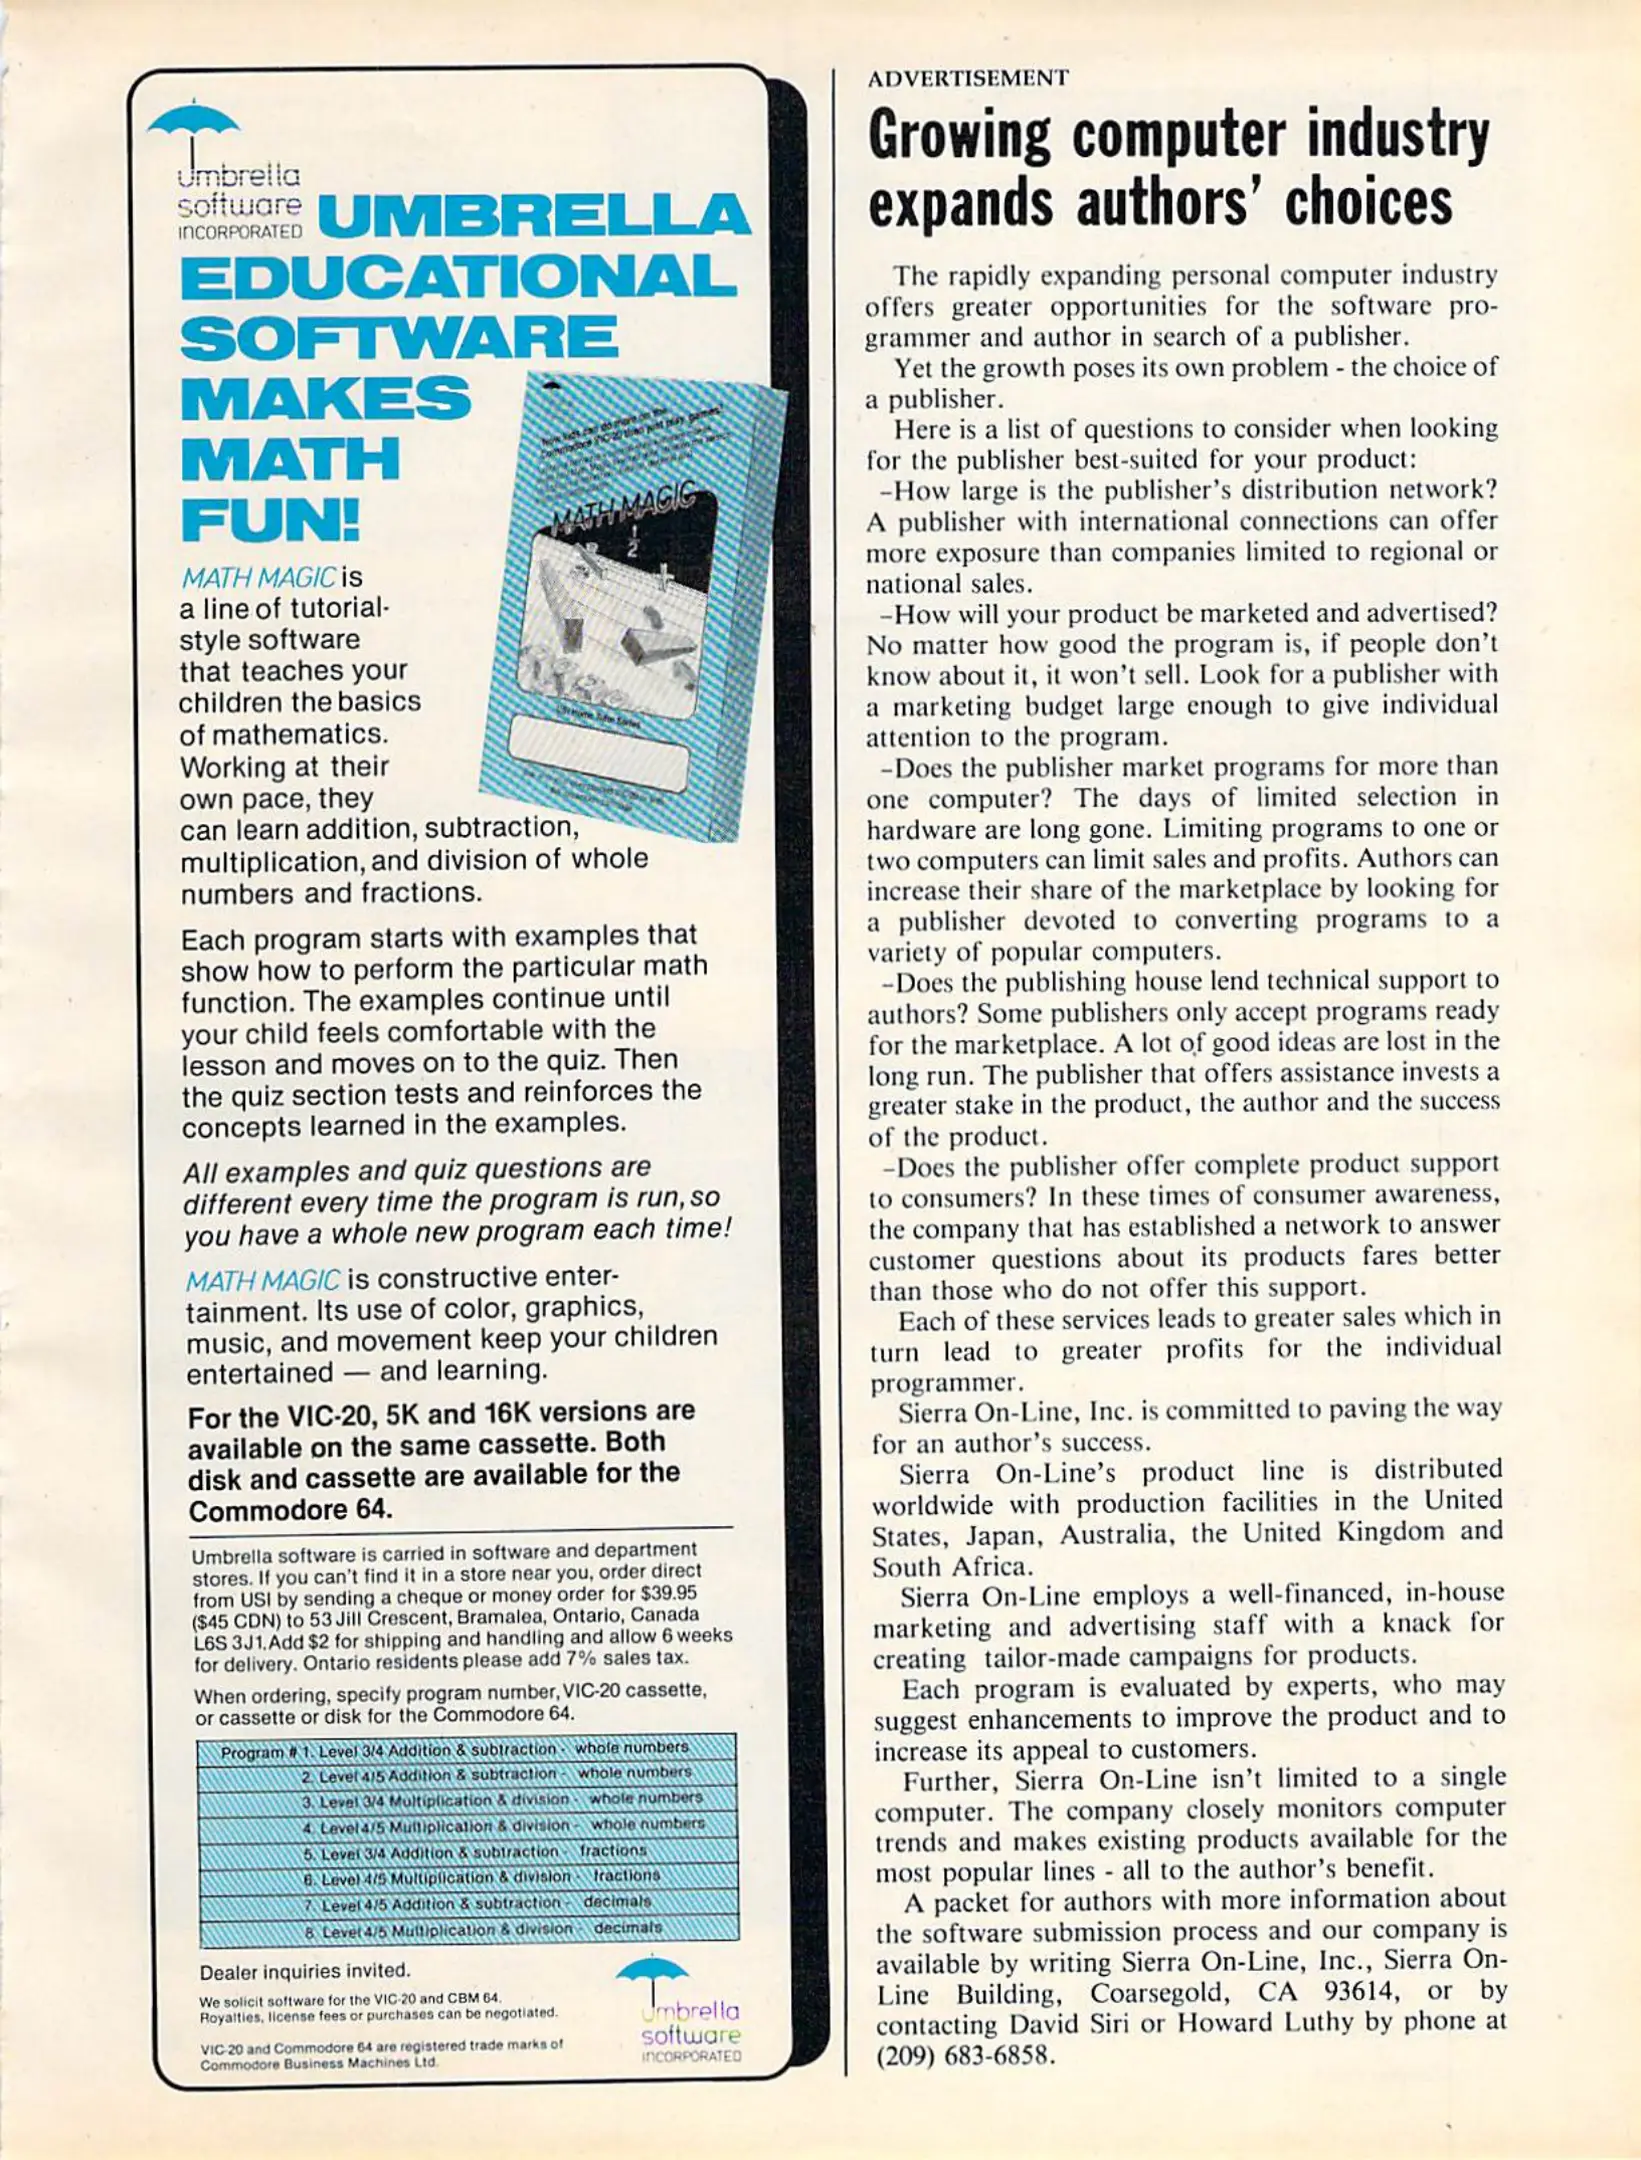 Umbrella
software
INCORPORATED
UMBRELLA
EDUCATIONAL
SOFTWARE
MAKES
MATH
FUN!
Now kids can do more on the
Commodore VIC-20 than just play games!
MATH MAGIC
1
2
USI Home Tutor Series
MATH MAGIC is
a line of tutorial-
style software
that teaches your
children the basics
of mathematics.
Working at their
own pace, they
can learn addition, subtraction,
multiplication, and division of whole
numbers and fractions.
Each program starts with examples that
show how to perform the particular math
function. The examples continue until
your child feels comfortable with the
lesson and moves on to the quiz. Then
the quiz section tests and reinforces the
concepts learned in the examples.
All examples and quiz questions are
different every time the program is run, so
you have a whole new program each time!
MATH MAGIC is constructive enter-
tainment. Its use of color, graphics,
music, and movement keep your children
entertained — and learning.
For the VIC-20, 5K and 16K versions are
available on the same cassette. Both
disk and cassette are available for the
Commodore 64.
Umbrella software is carried in software and department
stores. If you can't find it in a store near you, order direct
from USI by sending a cheque or money order for $39.95
($45 CDN) to 53 Jill Crescent, Bramalea, Ontario, Canada
L6S 3J1. Add $2 for shipping and handling and allow 6 weeks
for delivery. Ontario residents please add 7% sales tax.
When ordering, specify program number, VIC-20 cassette,
or cassette or disk for the Commodore 64.
Program # 1. Level 3/4 Addition & subtraction - whole numbers
2. Level 4/5 Addition & subtraction - whole numbers
3. Level 3/4 Multiplication & division - whole numbers
4. Level 4/5 Multiplication & division - whole numbers
5. Level 3/4 Addition & subtraction - fractions
6. Level 4/5 Multiplication & division - fractions
7. Level 4/5 Addition & subtraction - decimals
8. Level 4/5 Multiplication & division - decimals
Dealer inquiries invited.
We solicit software for the VIC-20 and CBM 64.
Royalties, license fees or purchases can be negotiated.
VIC-20 and Commodore 64 are registered trade marks of
Commodore Business Machines Ltd.
Umbrella
software
INCORPORATED
ADVERTISEMENT
Growing computer industry
expands authors' choices
The rapidly expanding personal computer industry
offers greater opportunities for the software pro-
grammer and author in search of a publisher.
Yet the growth poses its own problem - the choice of
a publisher.
Here is a list of questions to consider when looking
for the publisher best-suited for your product:
-How large is the publisher's distribution network?
A publisher with international connections can offer
more exposure than companies limited to regional or
national sales.
-How will your product be marketed and advertised?
No matter how good the program is, if people don't
know about it, it won't sell. Look for a publisher with
a marketing budget large enough to give individual
attention to the program.
-Does the publisher market programs for more than
one computer? The days of limited selection in
hardware are long gone. Limiting programs to one or
two computers can limit sales and profits. Authors can
increase their share of the marketplace by looking for
a publisher devoted to converting programs to a
variety of popular computers.
-Does the publishing house lend technical support to
authors? Some publishers only accept programs ready
for the marketplace. A lot of good ideas are lost in the
long run. The publisher that offers assistance invests a
greater stake in the product, the author and the success
of the product.
-Does the publisher offer complete product support
to consumers? In these times of consumer awareness,
the company that has established a network to answer
customer questions about its products fares better
than those who do not offer this support.
Each of these services leads to greater sales which in
turn lead to greater profits for the individual
programmer.
Sierra On-Line, Inc. is committed to paving the way
for an author's success.
Sierra On-Line's product line is distributed
worldwide with production facilities in the United
States, Japan, Australia, the United Kingdom and
South Africa.
Sierra On-Line employs a well-financed, in-house
marketing and advertising staff with a knack for
creating tailor-made campaigns for products.
Each program is evaluated by experts, who may
suggest enhancements to improve the product and to
increase its appeal to customers.
Further, Sierra On-Line isn't limited to a single
computer. The company closely monitors computer
trends and makes existing products available for the
most popular lines - all to the author's benefit.
A packet for authors with more information about
the software submission process and our company is
available by writing Sierra On-Line, Inc., Sierra On-
Line Building, Coarsegold, CA 93614, or by
contacting David Siri or Howard Luthy by phone at
(209) 683-6858.